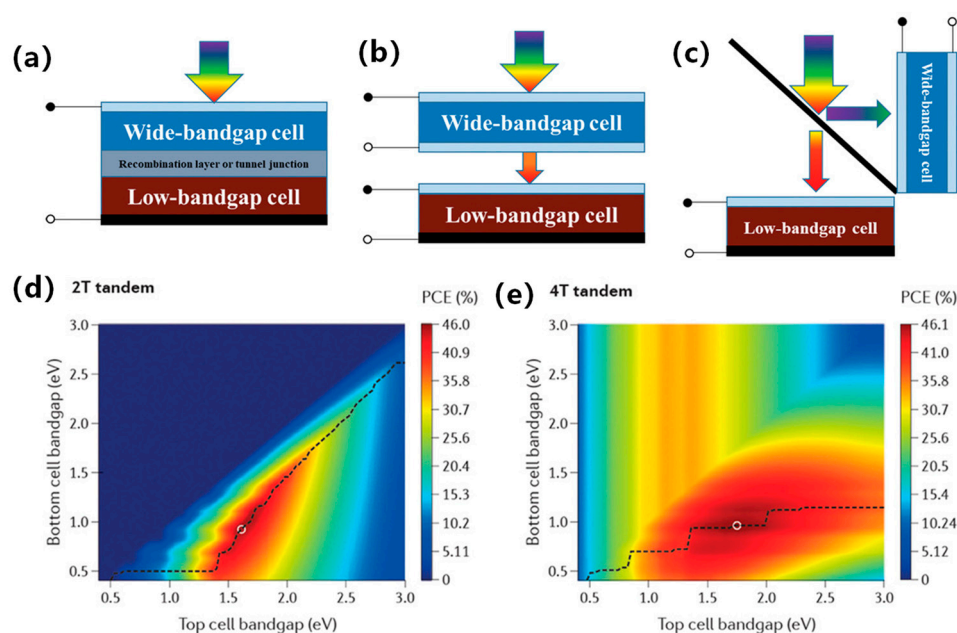 (a)
Wide-bandgap cell
Recombination layer or tunnel junction
Low-bandgap cell
(b)
Wide-bandgap cell
Low-bandgap cell
(c)
Wide-bandgap cell
Low-bandgap cell
(d)
2T tandem
PCE (%)
46.0
40.9
35.8
30.7
25.6
20.4
15.3
10.2
5.11
0
Bottom cell bandgap (eV)
3.0
2.5
2.0
1.5
1.0
0.5
0.5 1.0 1.5 2.0 2.5 3.0
Top cell bandgap (eV)
(e)
4T tandem
PCE (%)
46.1
41.0
35.8
30.7
25.6
20.5
15.4
10.24
5.12
0
Bottom cell bandgap (eV)
3.0
2.5
2.0
1.5
1.0
0.5
0.5 1.0 1.5 2.0 2.5 3.0
Top cell bandgap (eV)